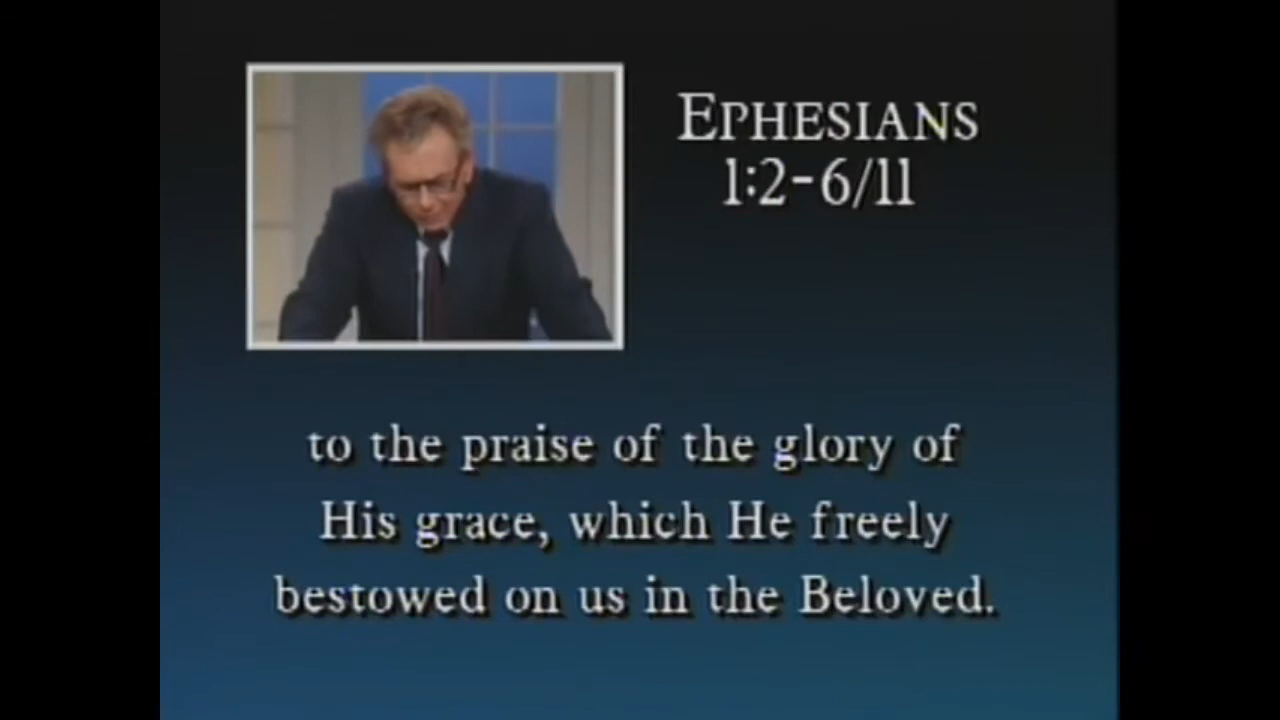 EPHESIANS
1:2-6/11
to the praise of the glory of
His grace, which He freely
bestowed on us in the Beloved.